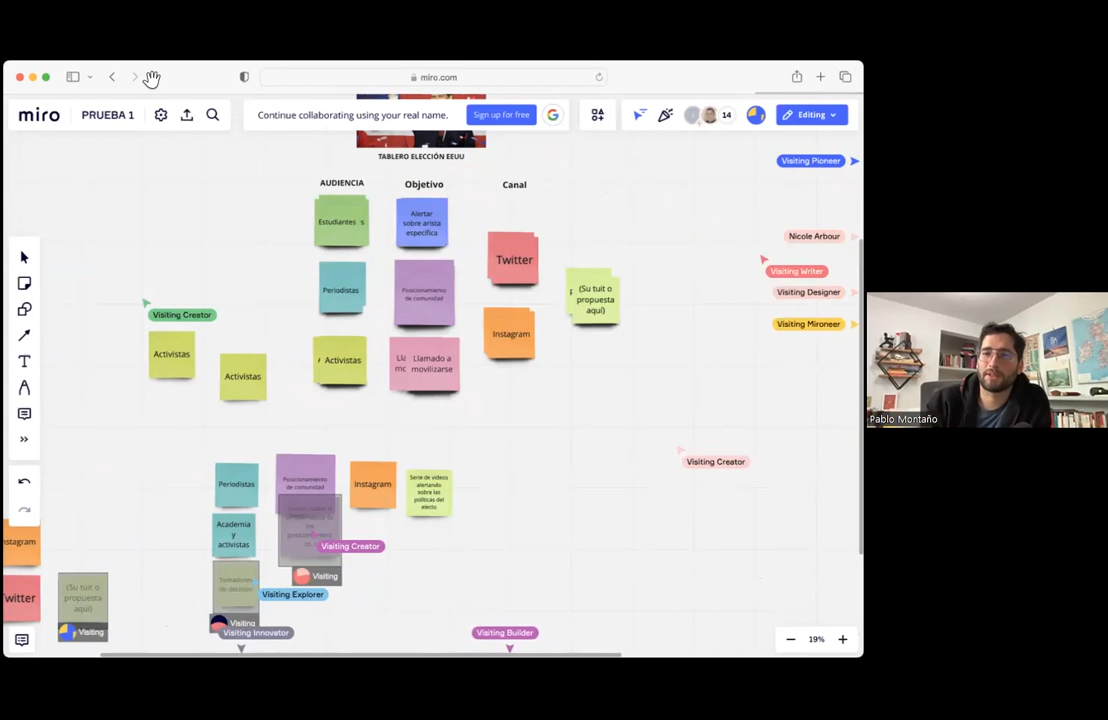 miro.com
miro
PRUEBA 1
Continue collaborating using your real name.
Sign up for free
14
Editing
TABLERO ELECCIÓN EEUU
AUDIENCIA
Objetivo
Canal
Visiting Pioneer
Estudiantes s
Alertar
sobre arista
específica
Twitter
Nicole Arbour
Visiting Writer
Visiting Designer
Visiting Mironeer
Periodistas
Posicionamiento
de comunidad
(Su tuit o
propuesta
aquí)
Visiting Creator
Instagram
Activistas
Activistas
Activistas
Llamado a
movilizarse
Pablo Montaño
Visiting Creator
Periodistas
Posicionamiento
de comunidad
Instagram
Serie de videos
alertando
sobre las
políticas del
electo
Academia
y
activistas
Visiting Creator
nstagram
Visiting
Tomadores
de decisión
Visiting Explorer
Twitter
(Su tuit o
propuesta
aquí)
Visiting
Visiting
Visiting Innovator
Visiting Builder
19%